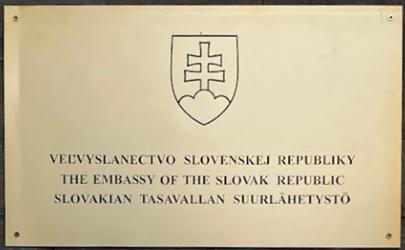 VEĽVYSLANECTVO SLOVENSKEJ REPUBLIKY
THE EMBASSY OF THE SLOVAK REPUBLIC
SLOVAKIAN TASAVALLAN SUURLÄHETYSTÖ